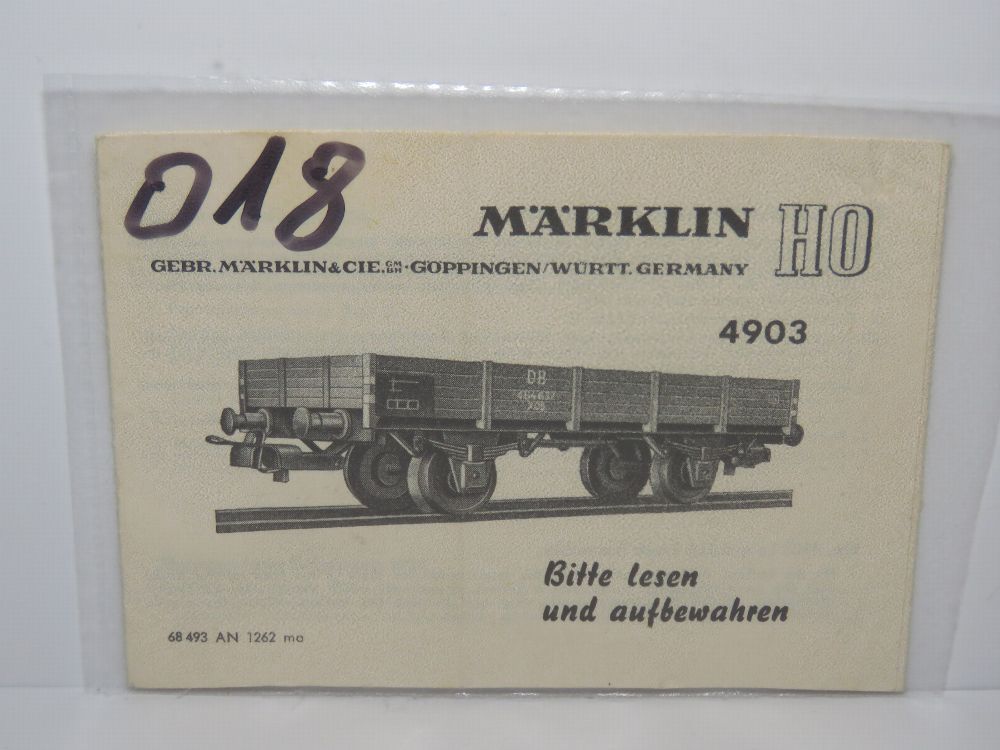 018
MÄRKLIN HO
GEBR. MÄRKLIN & CIE. GMBH · GÖPPINGEN/WÜRTT. GERMANY
4903
DB
Bitte lesen
und aufbewahren
68 493 AN 1262 mo